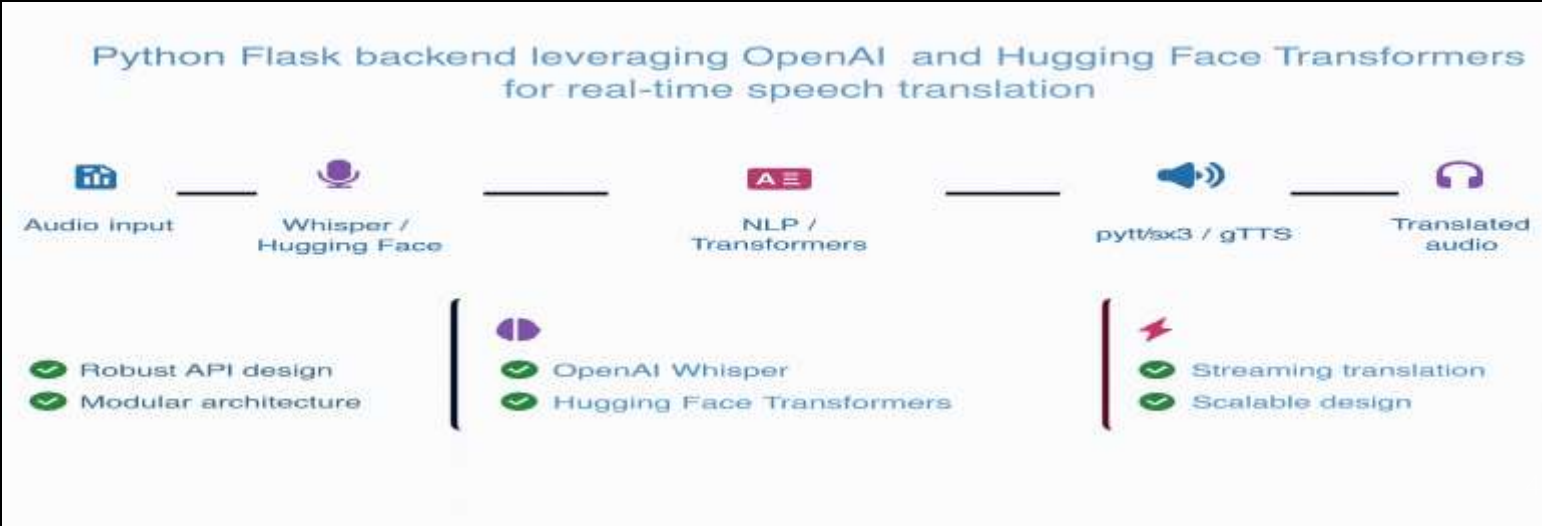 Python Flask backend leveraging OpenAI and Hugging Face Transformers
for real-time speech translation
Audio input
Whisper /
Hugging Face
NLP /
Transformers
pytt/sx3 / gTTS
Translated
audio
Robust API design
Modular architecture
OpenAI Whisper
Hugging Face Transformers
Streaming translation
Scalable design